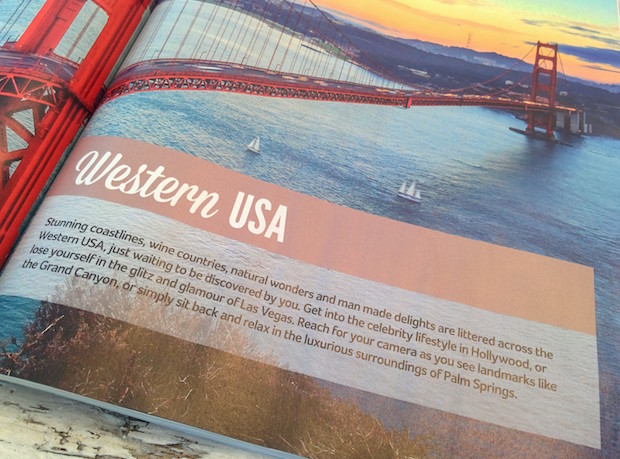 Western USA
Stunning coastlines, wine countries, natural wonders and man made delights are littered across the
Western USA, just waiting to be discovered by you. Get into the celebrity lifestyle in Hollywood, or
lose yourself in the glitz and glamour of Las Vegas. Reach for your camera as you see landmarks like
the Grand Canyon, or simply sit back and relax in the luxurious surroundings of Palm Springs.